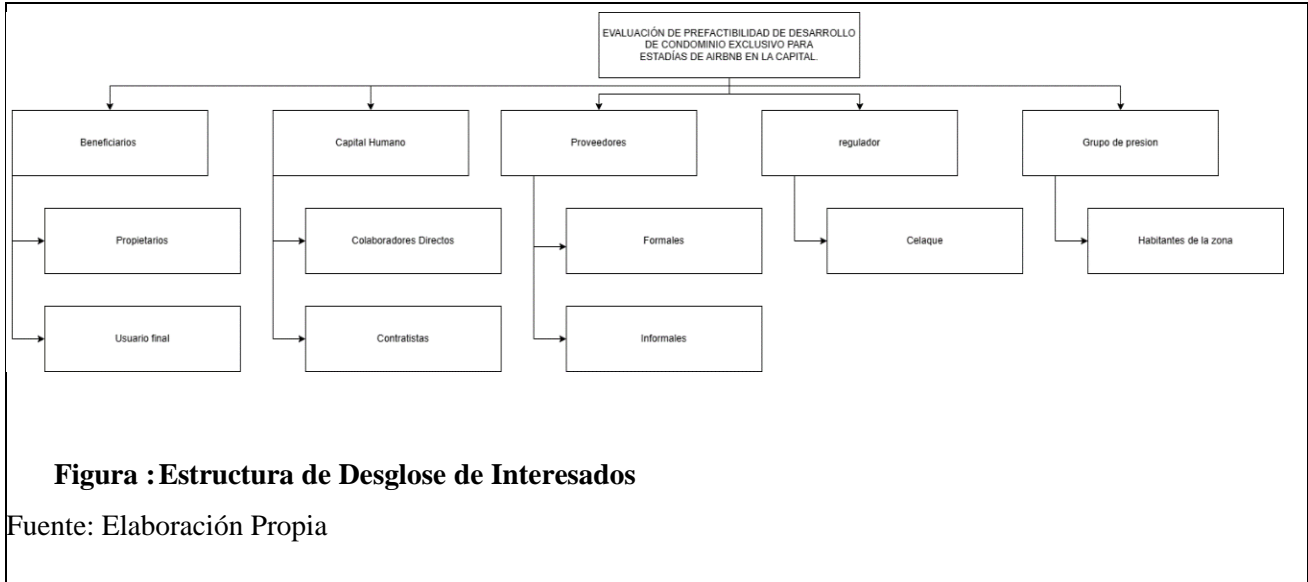 EVALUACIÓN DE PREFACTIBILIDAD DE DESARROLLO
DE CONDOMINIO EXCLUSIVO PARA
ESTADÍAS DE AIRBNB EN LA CAPITAL.
Beneficiarios
Capital Humano
Proveedores
regulador
Grupo de presion
Propietarios
Colaboradores Directos
Formales
Celaque
Habitantes de la zona
Usuario final
Contratistas
Informales
Figura : Estructura de Desglose de Interesados
Fuente: Elaboración Propia